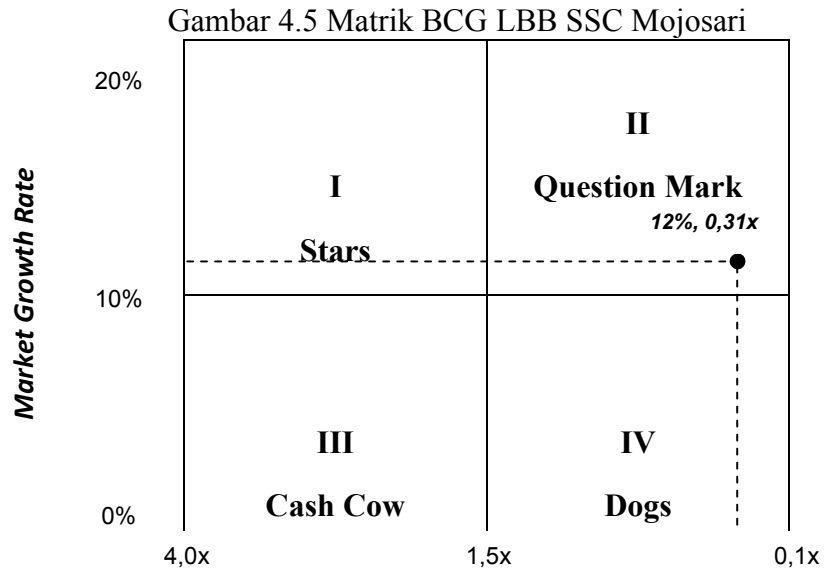 Gambar 4.5 Matrik BCG LBB SSC Mojosari
20%
II
I
Question Mark
12%, 0,31x
Stars
Market Growth Rate
10%
III
IV
Cash Cow
Dogs
0%
4,0x
1,5x
0,1x